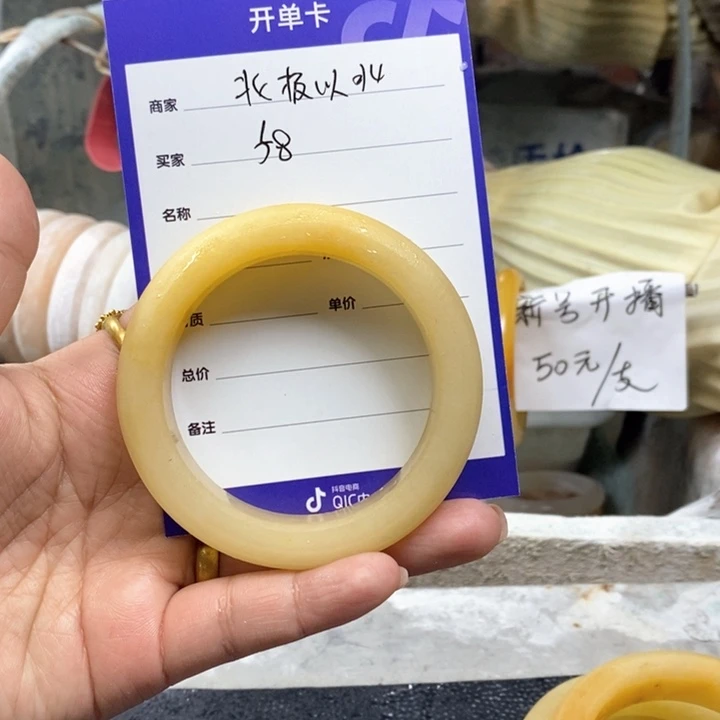 开单卡
商家 北极以北
买家 58
名称
质
单价
总价
备注
抖音电商
QIC
新号开播
50元/支